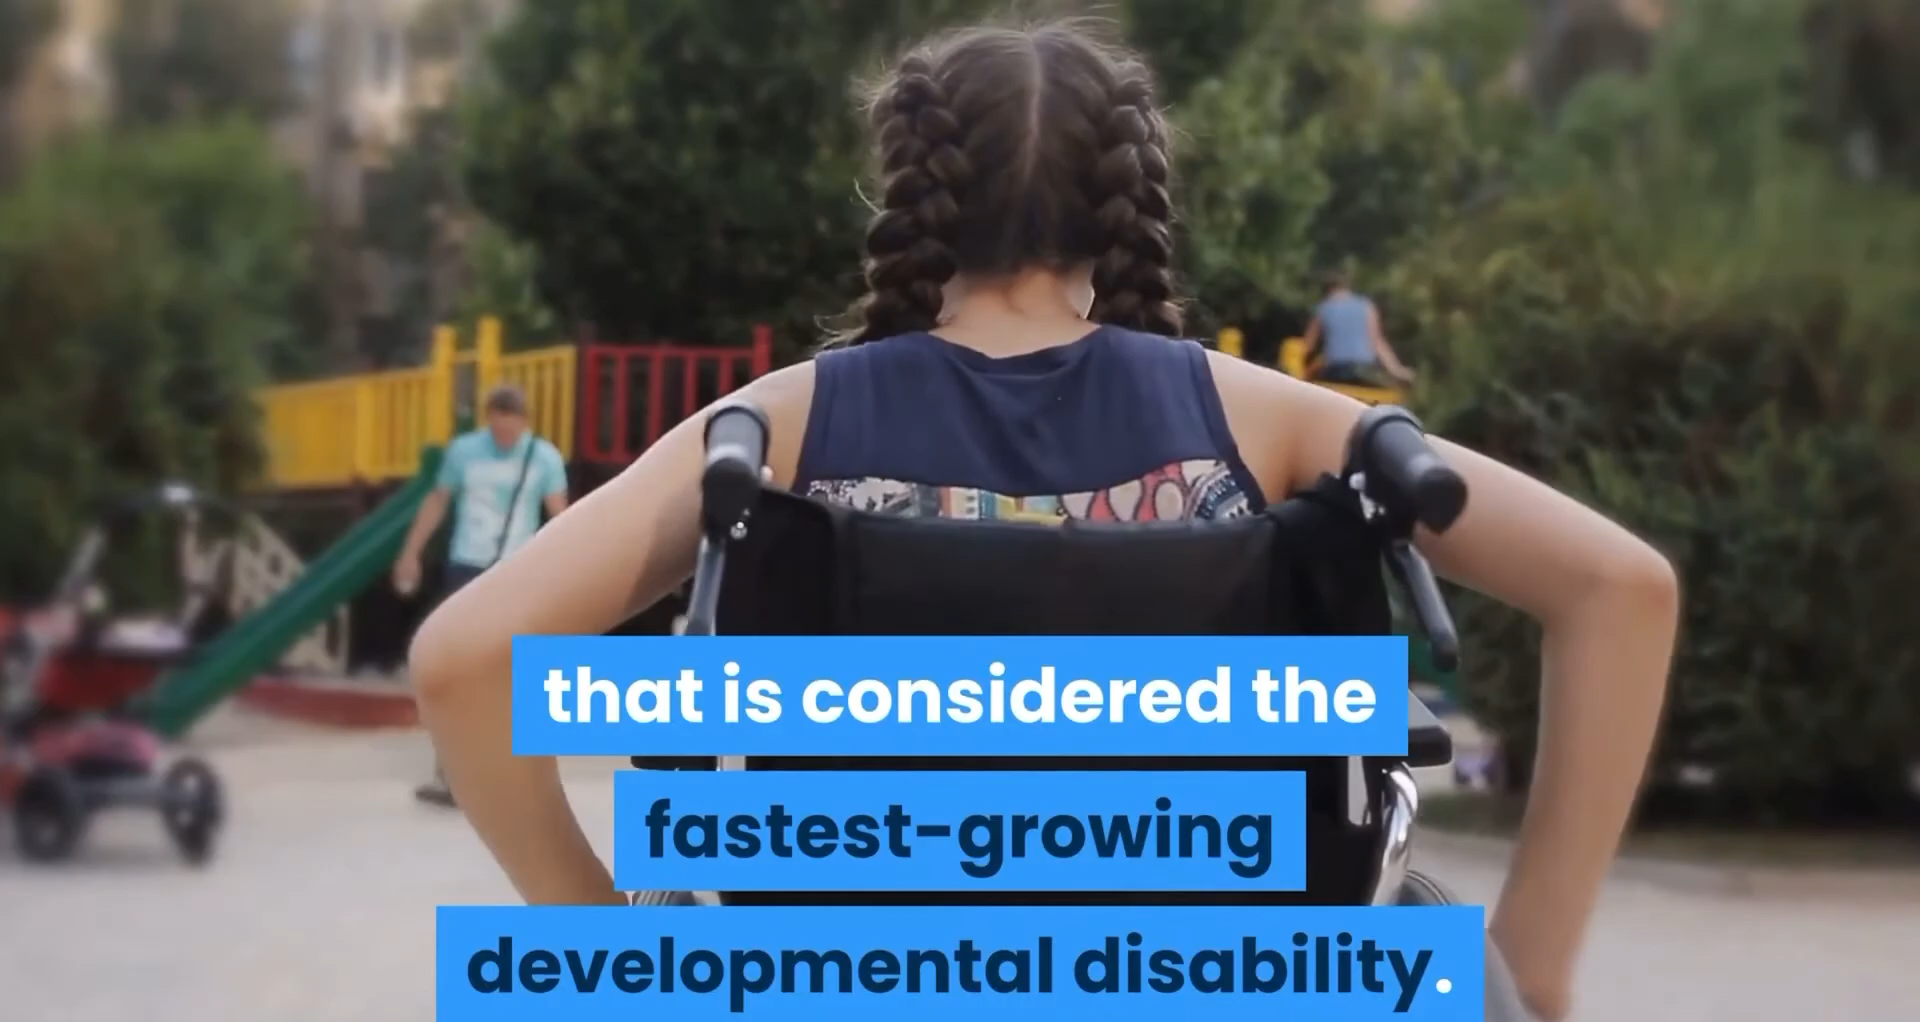 that is considered the
fastest-growing
developmental disability.